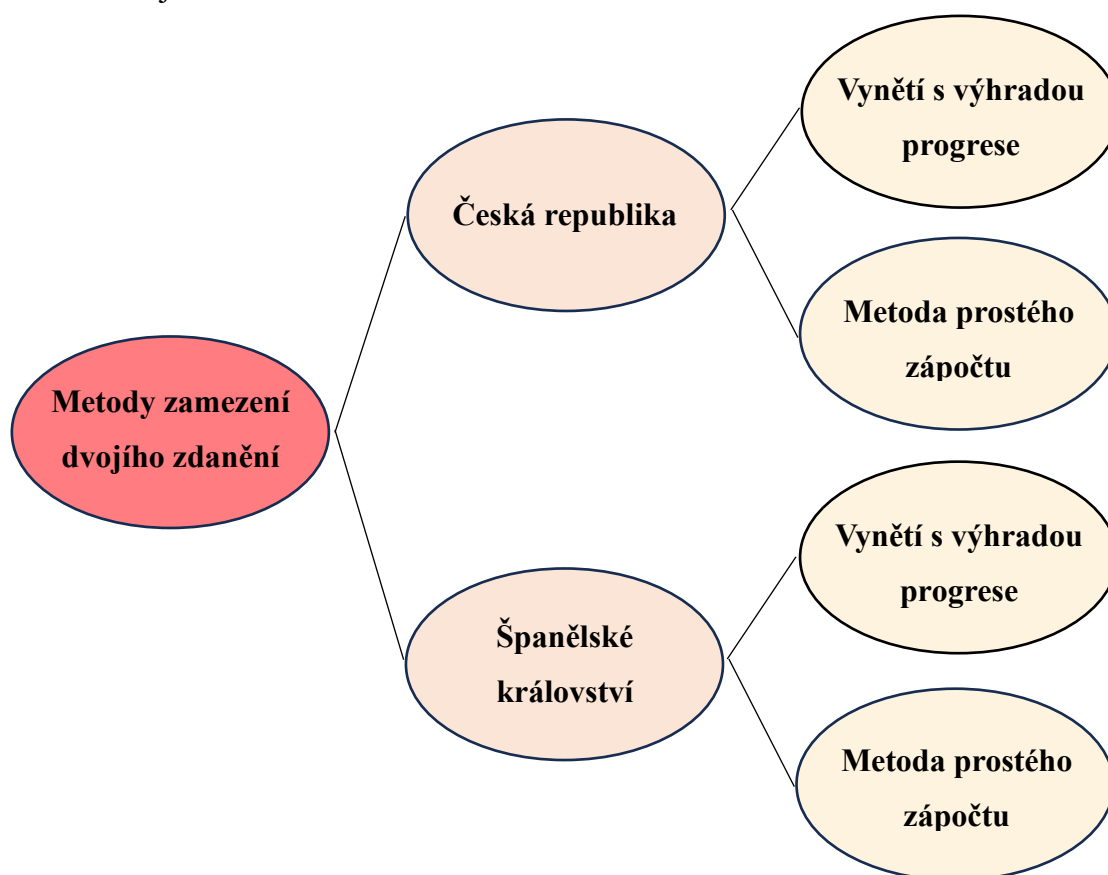 Vynětí s výhradou
progrese
Česká republika
Metoda prostého
zápočtu
Metody zamezení
dvojího zdanění
Vynětí s výhradou
progrese
Španělské
království
Metoda prostého
zápočtu